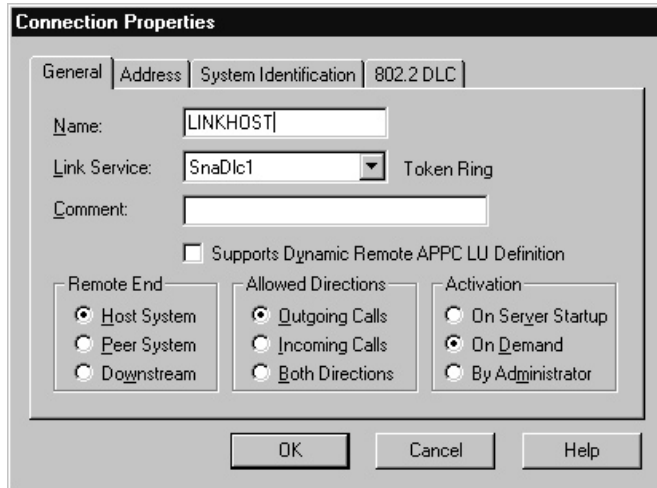 Connection Properties
General Address System Identification 802.2 DLC
Name: LINKHOST
Link Service: SnaDlc1 Token Ring
Comment:
Supports Dynamic Remote APPC LU Definition
Remote End Allowed Directions Activation
Host System Outgoing Calls On Server Startup
Peer System Incoming Calls On Demand
Downstream Both Directions By Administrator
OK Cancel Help